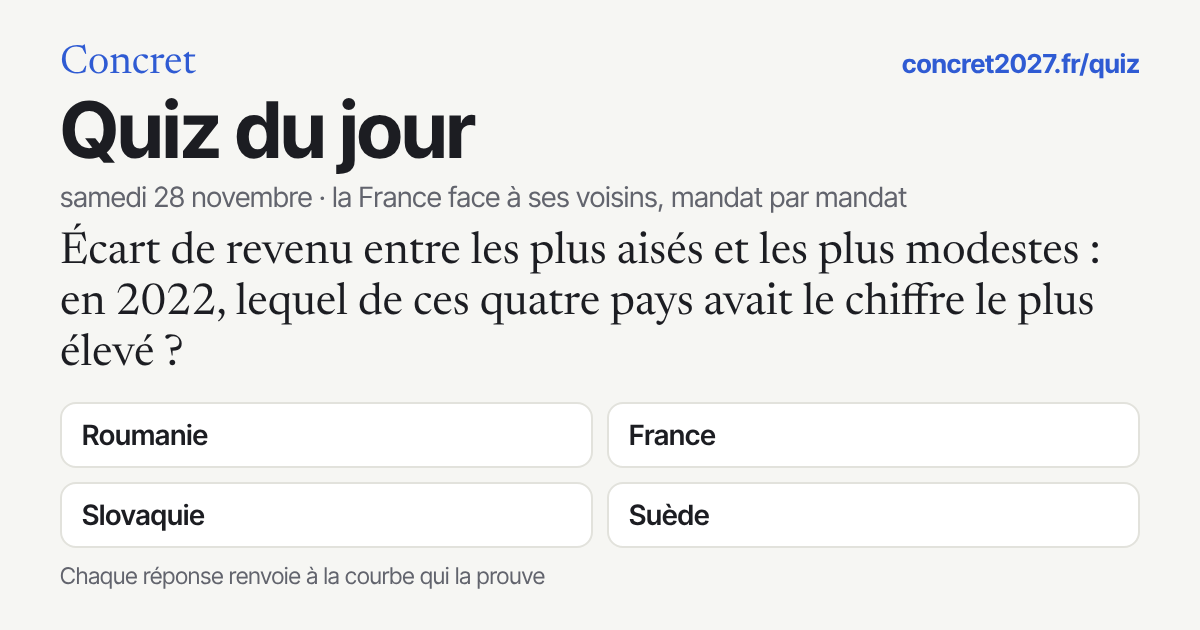 Concret
concret2027.fr/quiz
Quiz du jour
samedi 28 novembre · la France face à ses voisins, mandat par mandat
Écart de revenu entre les plus aisés et les plus modestes :
en 2022, lequel de ces quatre pays avait le chiffre le plus
élevé ?
Roumanie
France
Slovaquie
Suède
Chaque réponse renvoie à la courbe qui la prouve